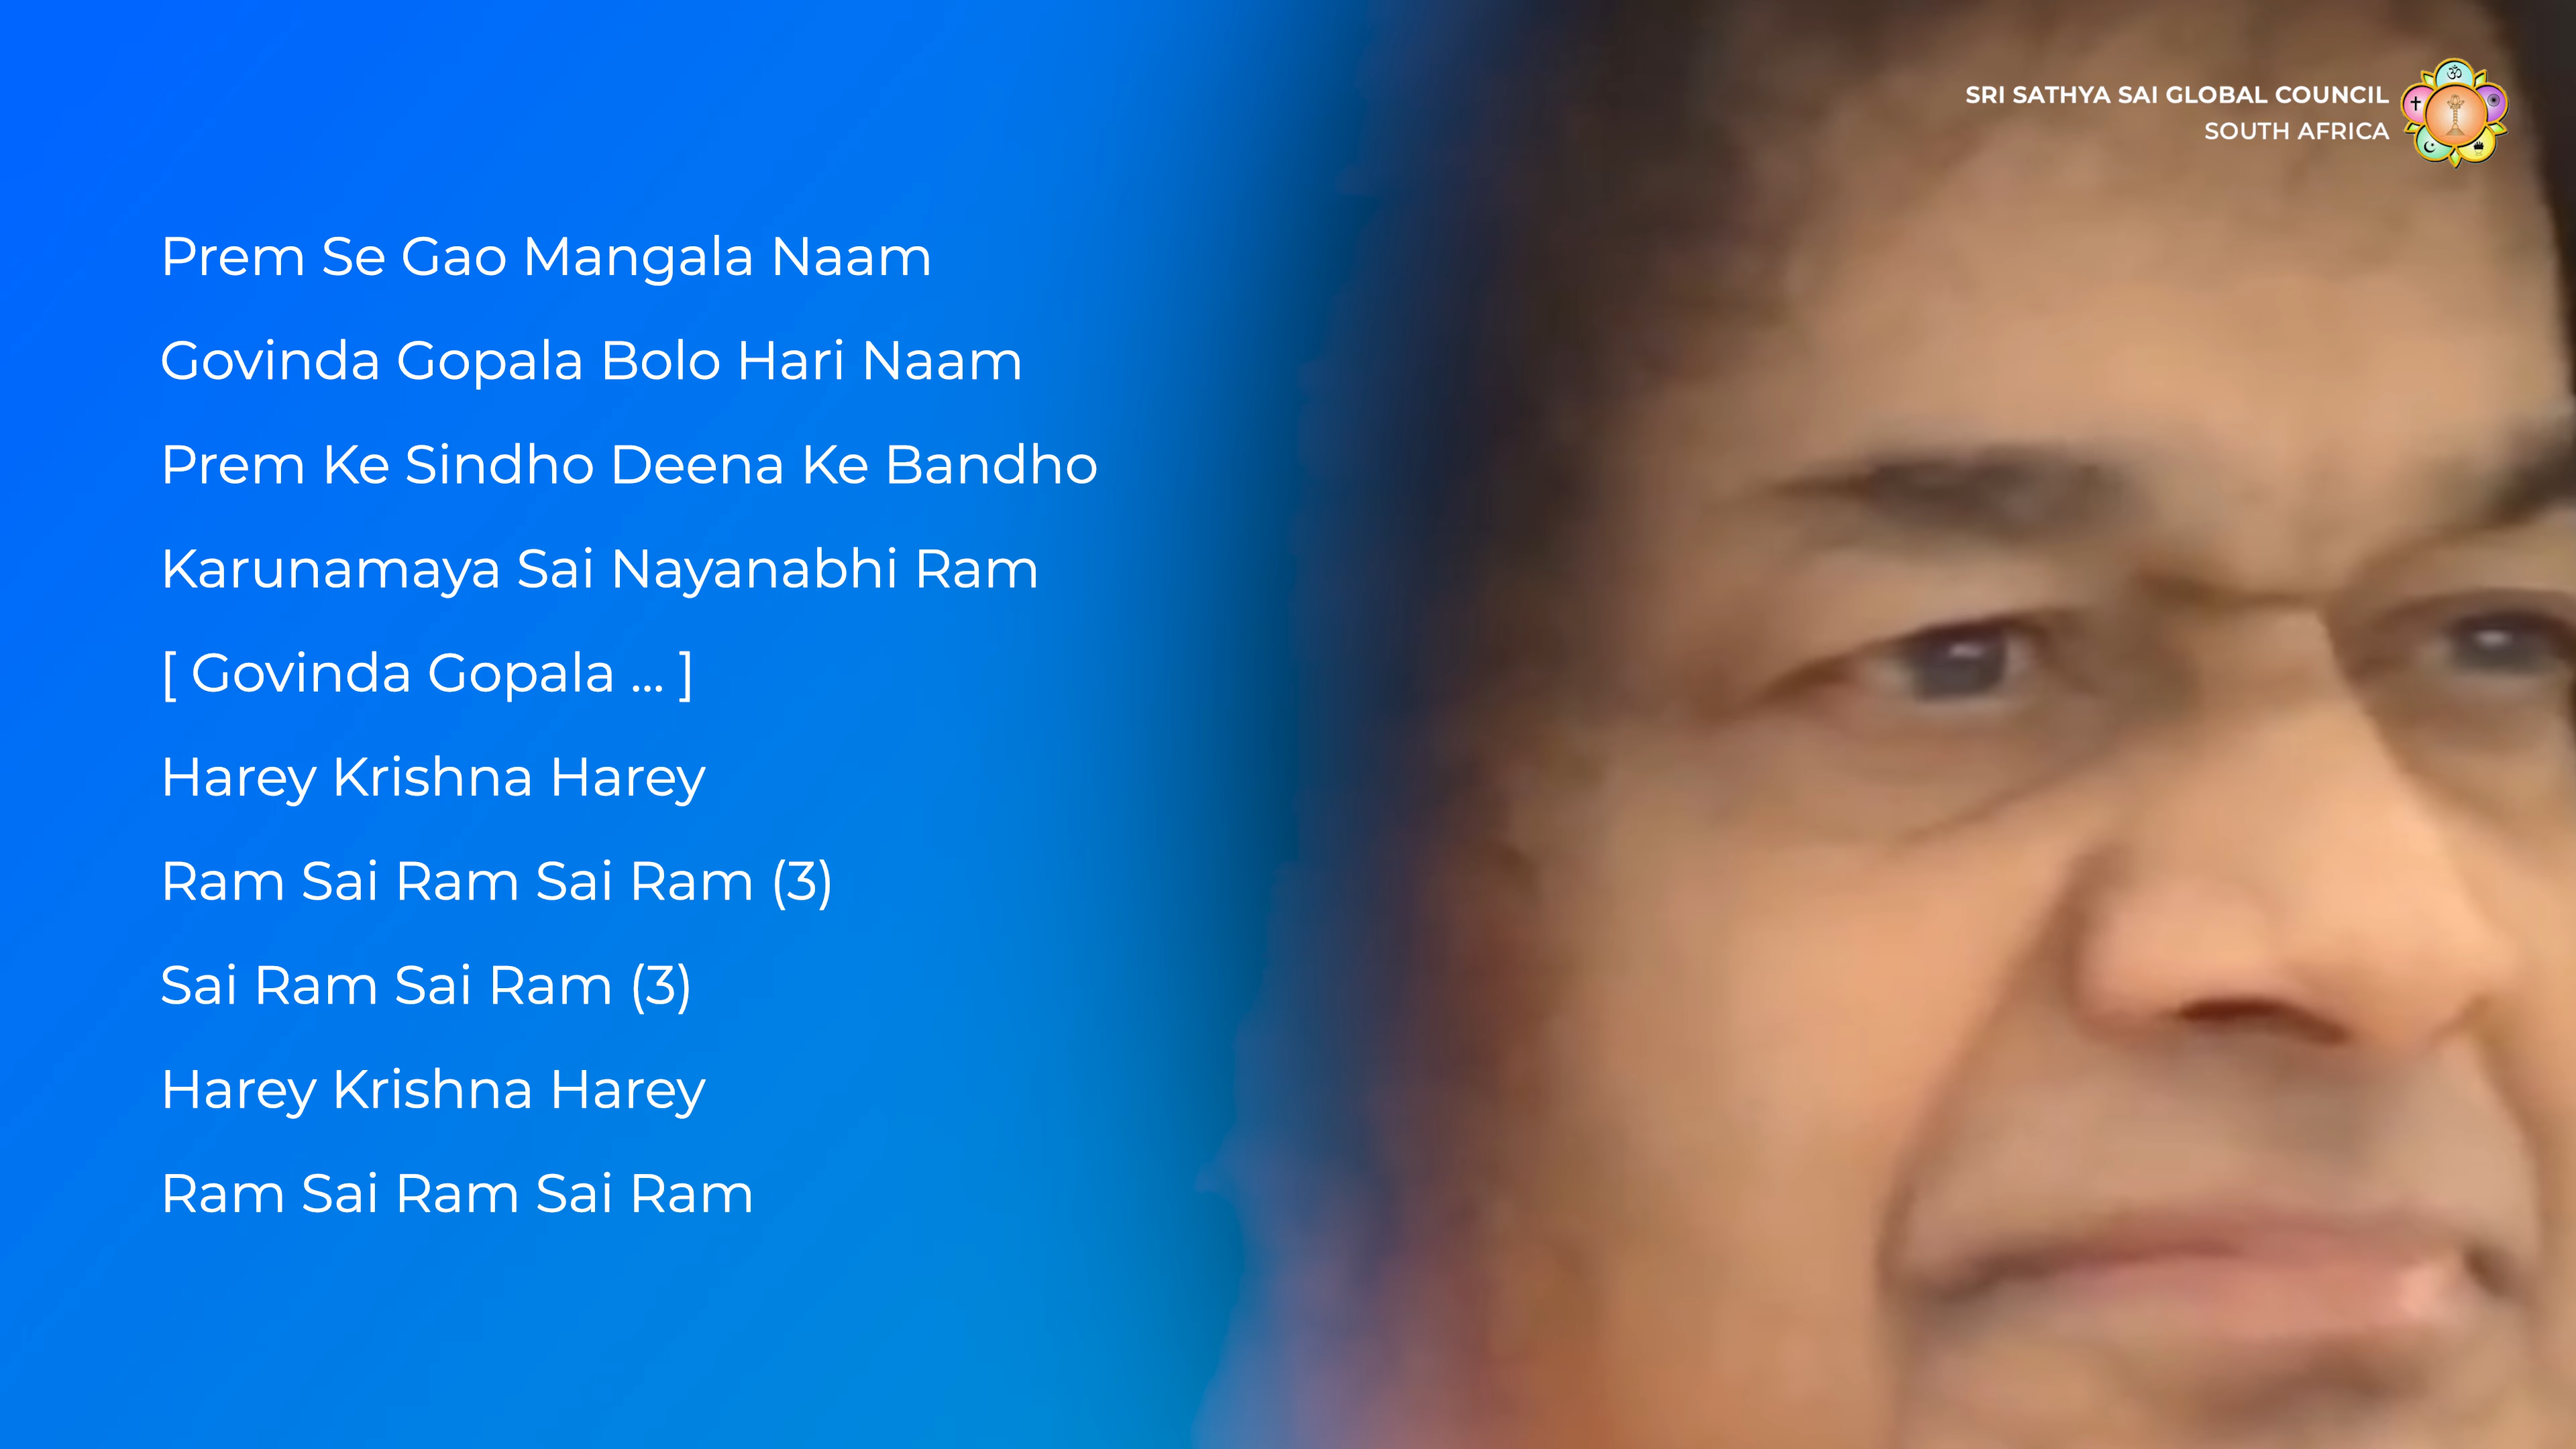 SRI SATHYA SAI GLOBAL COUNCIL
SOUTH AFRICA
Prem Se Gao Mangala Naam
Govinda Gopala Bolo Hari Naam
Prem Ke Sindho Deena Ke Bandho
Karunamaya Sai Nayanabhi Ram
[ Govinda Gopala ... ]
Harey Krishna Harey
Ram Sai Ram Sai Ram (3)
Sai Ram Sai Ram (3)
Harey Krishna Harey
Ram Sai Ram Sai Ram